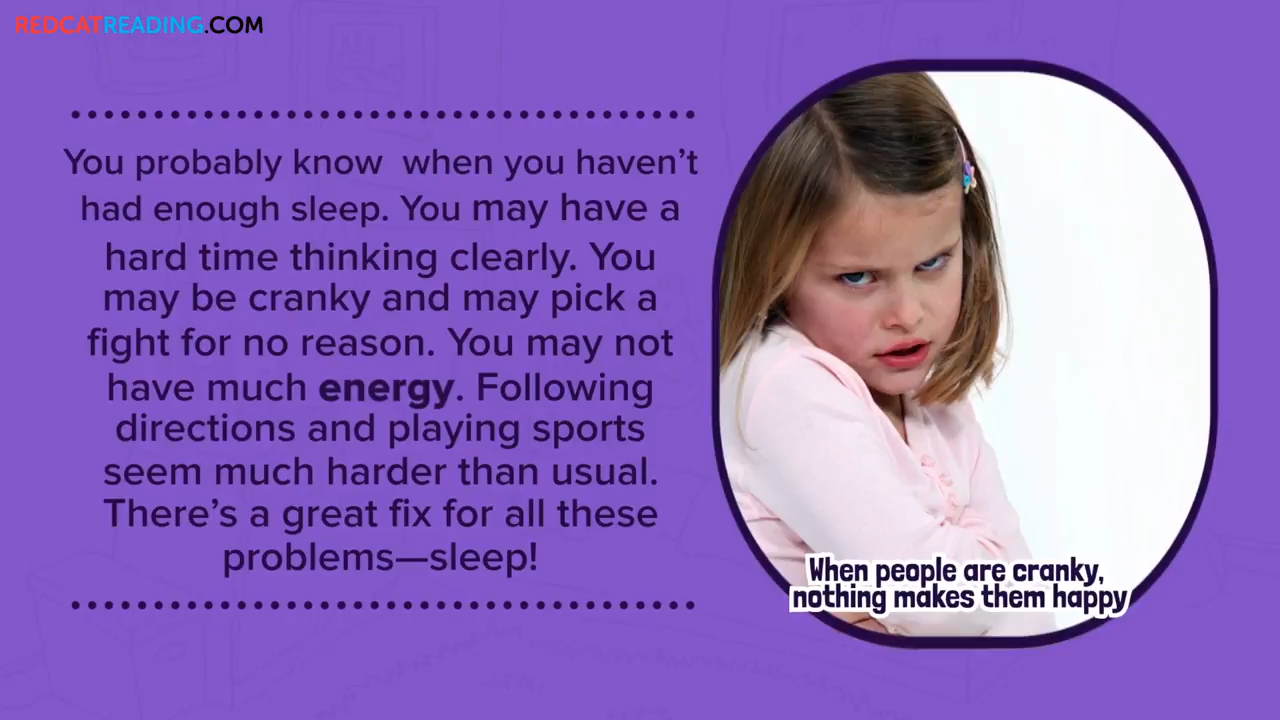 REDCATREADING.COM
You probably know when you haven't
had enough sleep. You may have a
hard time thinking clearly. You
may be cranky and may pick a
fight for no reason. You may not
have much energy. Following
directions and playing sports
seem much harder than usual.
There's a great fix for all these
problems—sleep!
When people are cranky,
nothing makes them happy